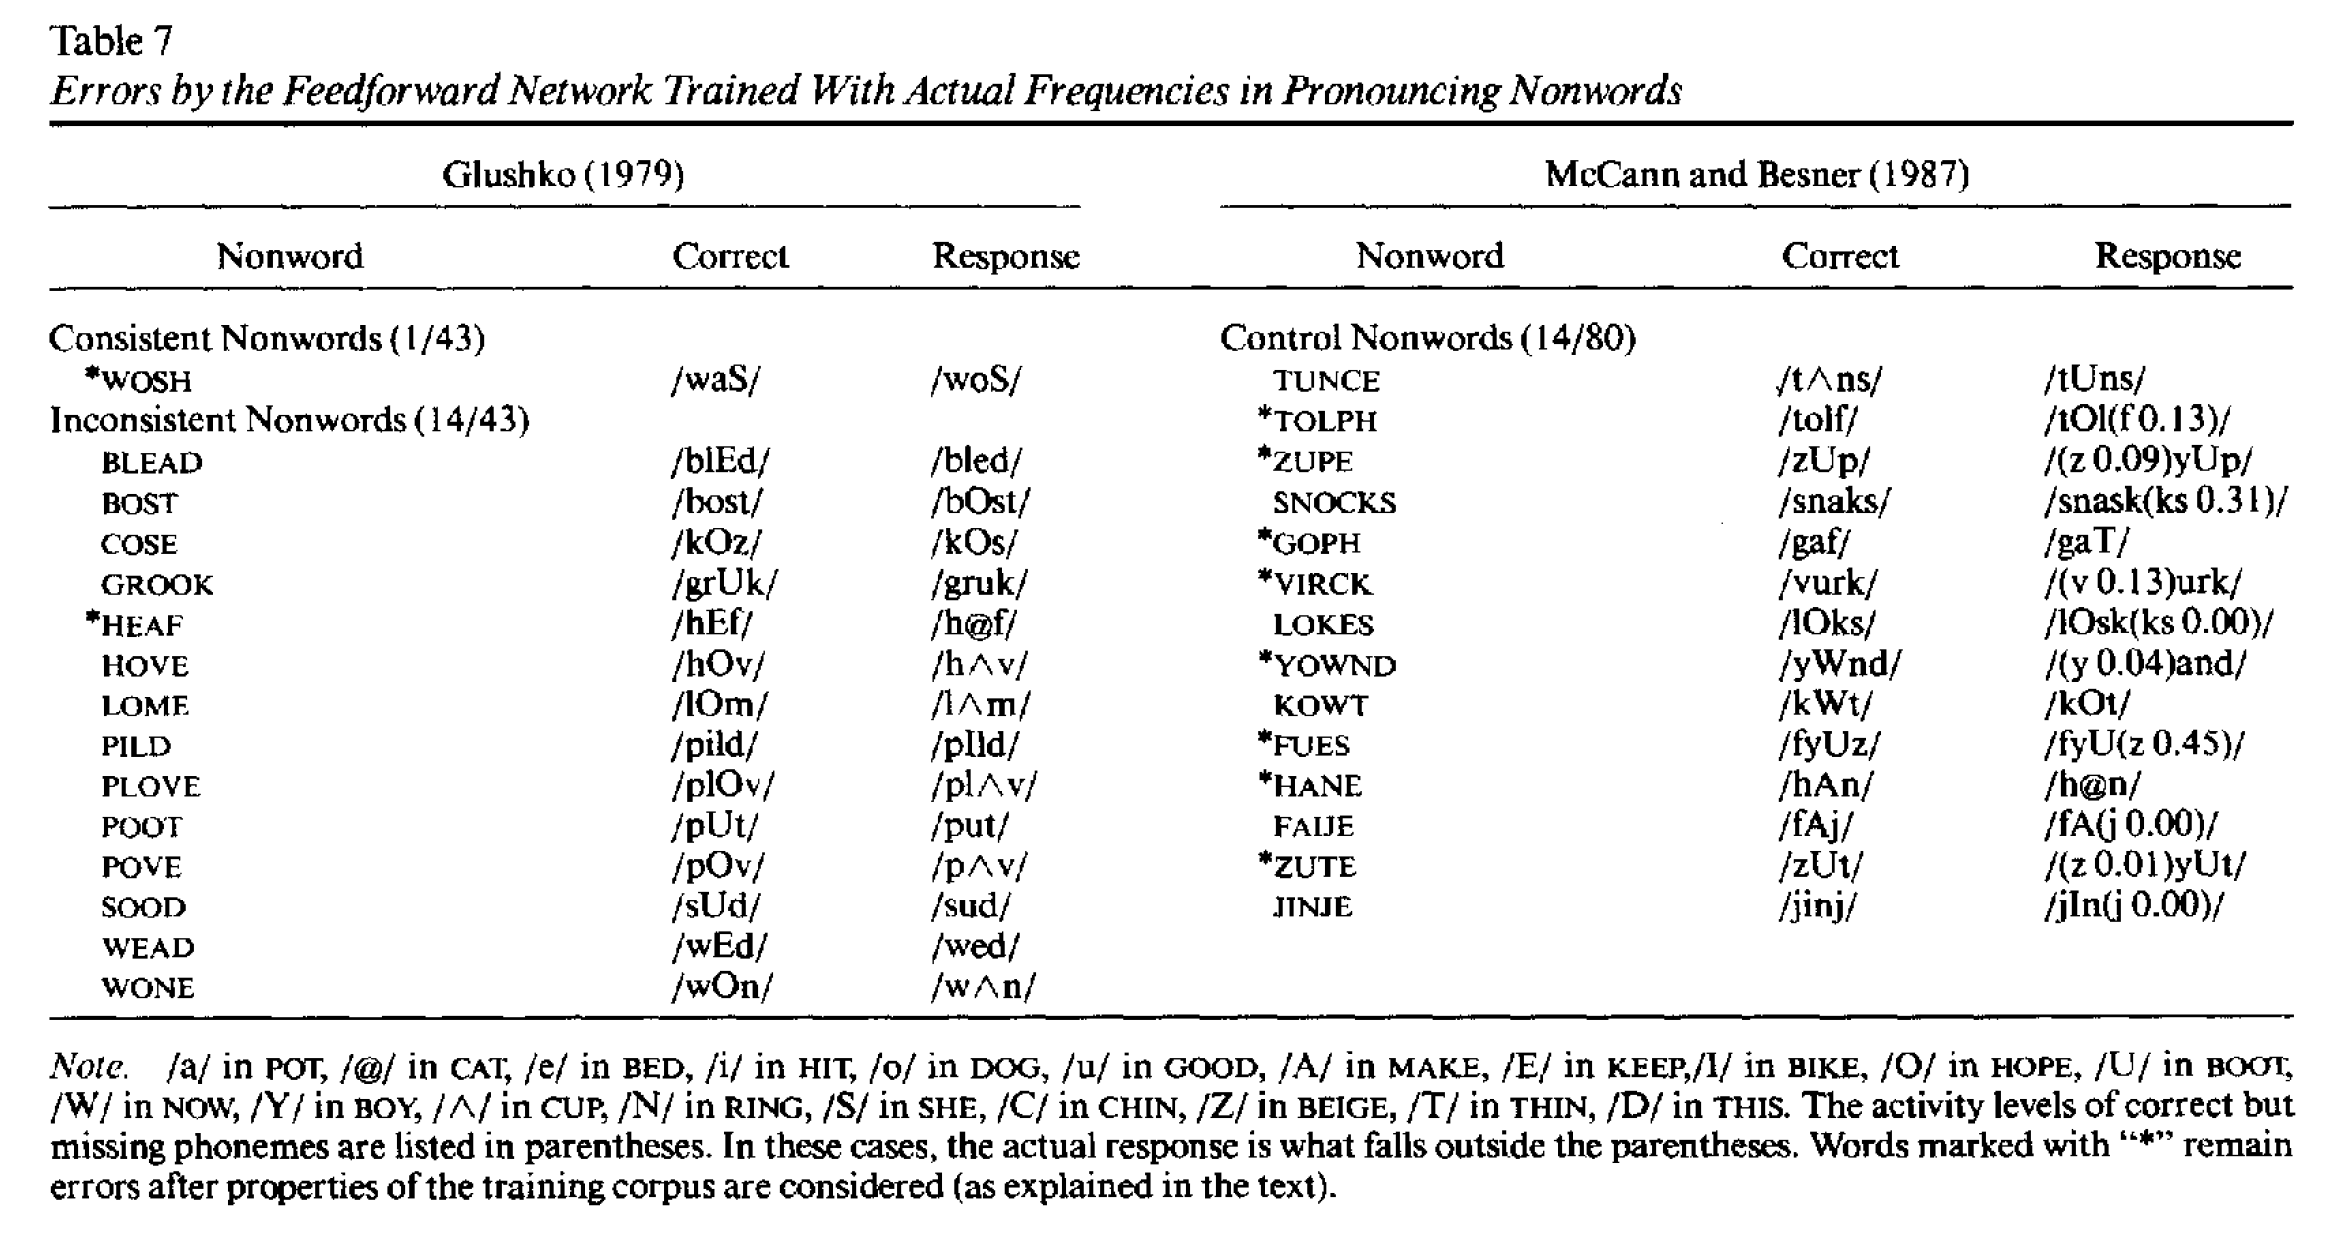 Table 7
Errors by the Feedforward Network Trained With Actual Frequencies in Pronouncing Nonwords
Glushko (1979) McCann and Besner (1987)
Nonword Correct Response Nonword Correct Response
Consistent Nonwords (1/43) Control Nonwords (14/80)
*WOSH /waS/ /woS/ TUNCE /t∧ns/ /tUns/
Inconsistent Nonwords (14/43) *TOLPH /tolf/ /tOl(f 0.13)/
BLEAD /blEd/ /bled/ *ZUPE /zUp/ /(z 0.09)yUp/
BOST /bost/ /bOst/ SNOCKS /snaks/ /snask(ks 0.31)/
COSE /kOz/ /kOs/ *GOPH /gaf/ /gaT/
GROOK /grUk/ /gruk/ *VIRCK /vurk/ /(v 0.13)urk/
*HEAF /hEf/ /h@f/ LOKES /lOks/ /lOsk(ks 0.00)/
HOVE /hOv/ /h∧v/ *YOWND /yWnd/ /(y 0.04)and/
LOME /lOm/ /l∧m/ KOWT /kWt/ /kOt/
PILD /pild/ /pIld/ *FUES /fyUz/ /fyU(z 0.45)/
PLOVE /plOv/ /pl∧v/ *HANE /hAn/ /h@n/
POOT /pUt/ /put/ FAIJE /fAj/ /fA(j 0.00)/
POVE /pOv/ /p∧v/ *ZUTE /zUt/ /(z 0.01)yUt/
SOOD /sUd/ /sud/ JINJE /jinj/ /jIn(j 0.00)/
WEAD /wEd/ /wed/
WONE /wOn/ /w∧n/
Note. /a/ in POT, /@/ in CAT, /e/ in BED, /i/ in HIT, /o/ in DOG, /u/ in GOOD, /A/ in MAKE, /E/ in KEEP,/I/ in BIKE, /O/ in HOPE, /U/ in BOOT,
/W/ in NOW, /Y/ in BOY, /∧/ in CUP, /N/ in RING, /S/ in SHE, /C/ in CHIN, /Z/ in BEIGE, /T/ in THIN, /D/ in THIS. The activity levels of correct but
missing phonemes are listed in parentheses. In these cases, the actual response is what falls outside the parentheses. Words marked with “*” remain
errors after properties of the training corpus are considered (as explained in the text).